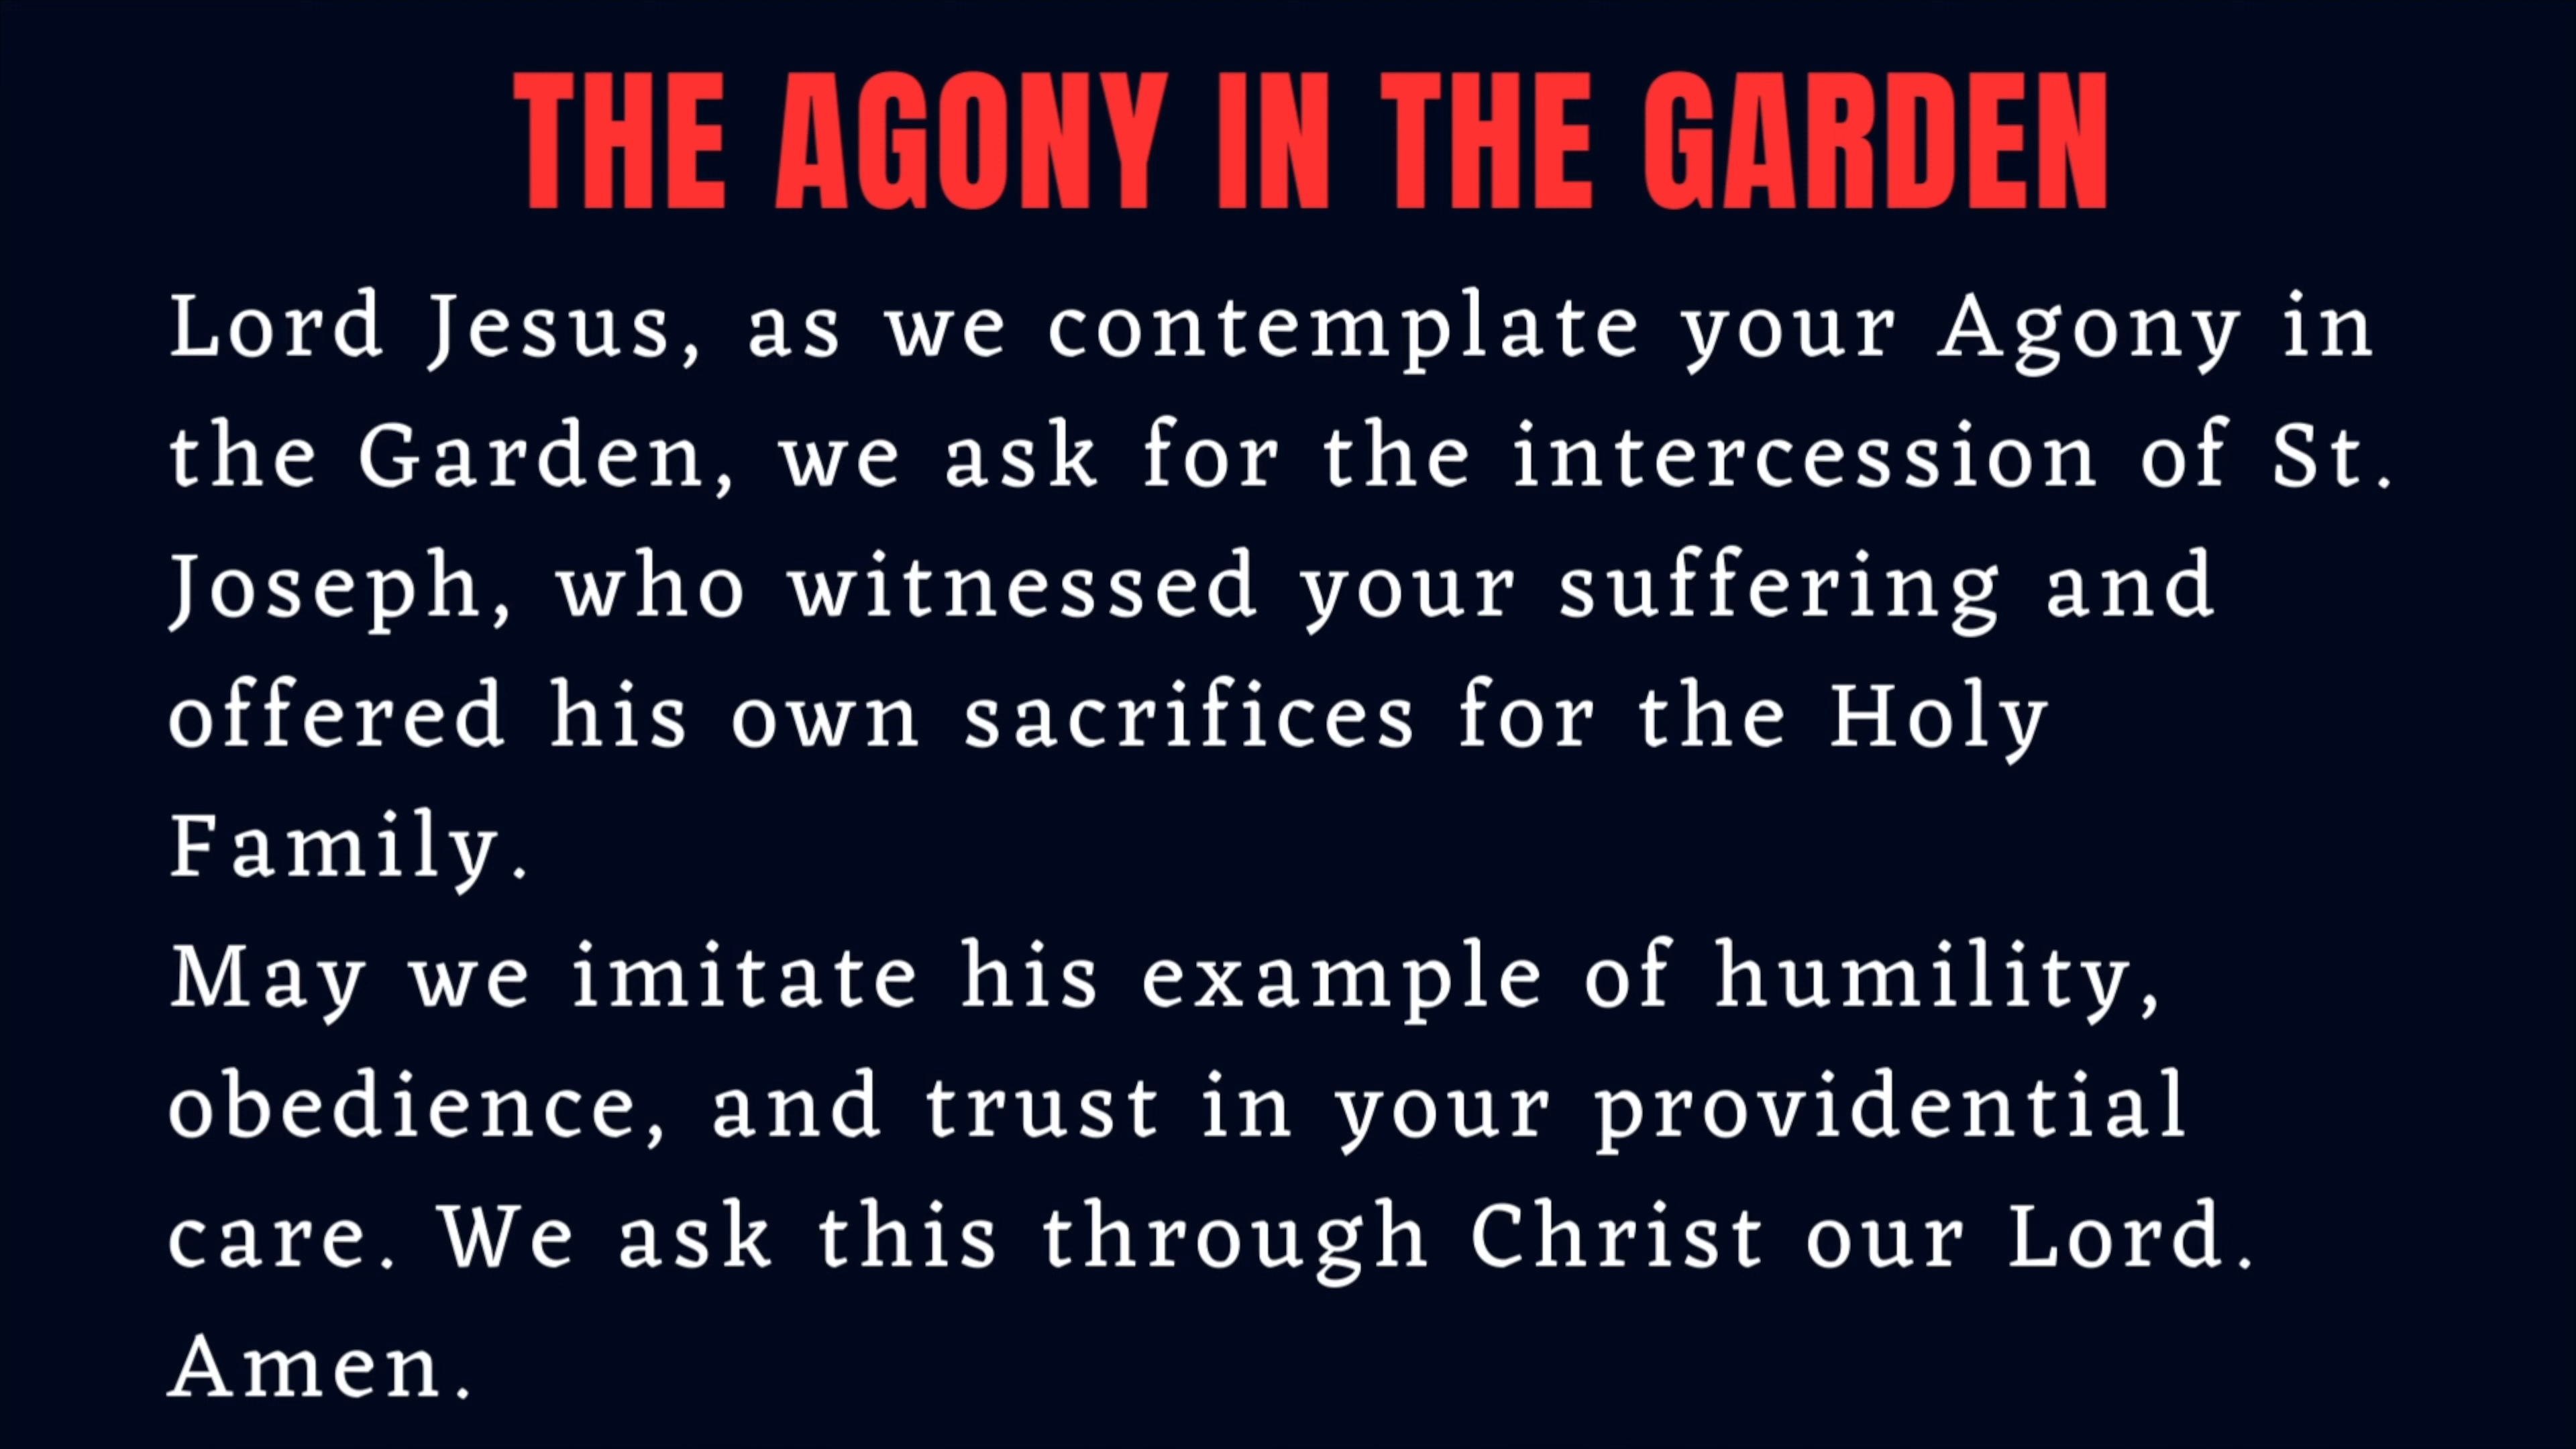 THE AGONY IN THE GARDEN
Lord Jesus, as we contemplate your Agony in
the Garden, we ask for the intercession of St.
Joseph, who witnessed your suffering and
offered his own sacrifices for the Holy
Family.
May we imitate his example of humility,
obedience, and trust in your providential
care. We ask this through Christ our Lord.
Amen.